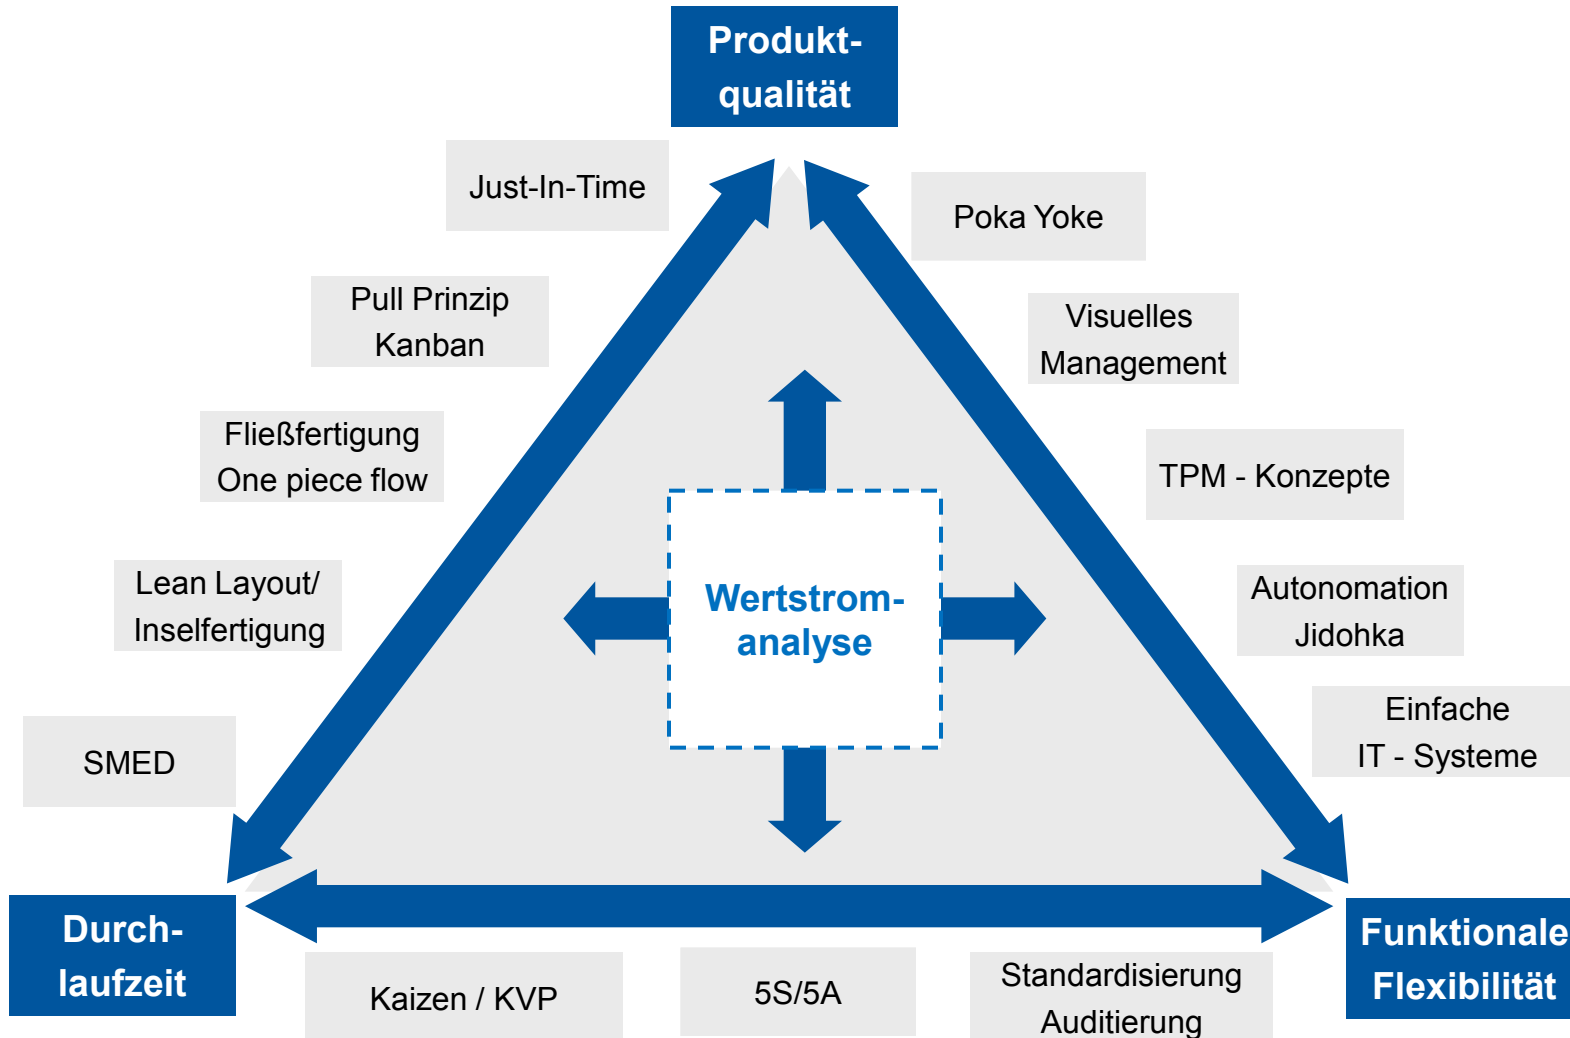 Produkt-
qualität
Just-In-Time
Poka Yoke
Pull Prinzip
Kanban
Visuelles
Management
Fließfertigung
One piece flow
TPM - Konzepte
Wertstrom-
analyse
Lean Layout/
Inselfertigung
Autonomation
Jidohka
SMED
Einfache
IT - Systeme
Durch-
laufzeit
Funktionale
Flexibilität
Kaizen / KVP
5S/5A
Standardisierung
Auditierung